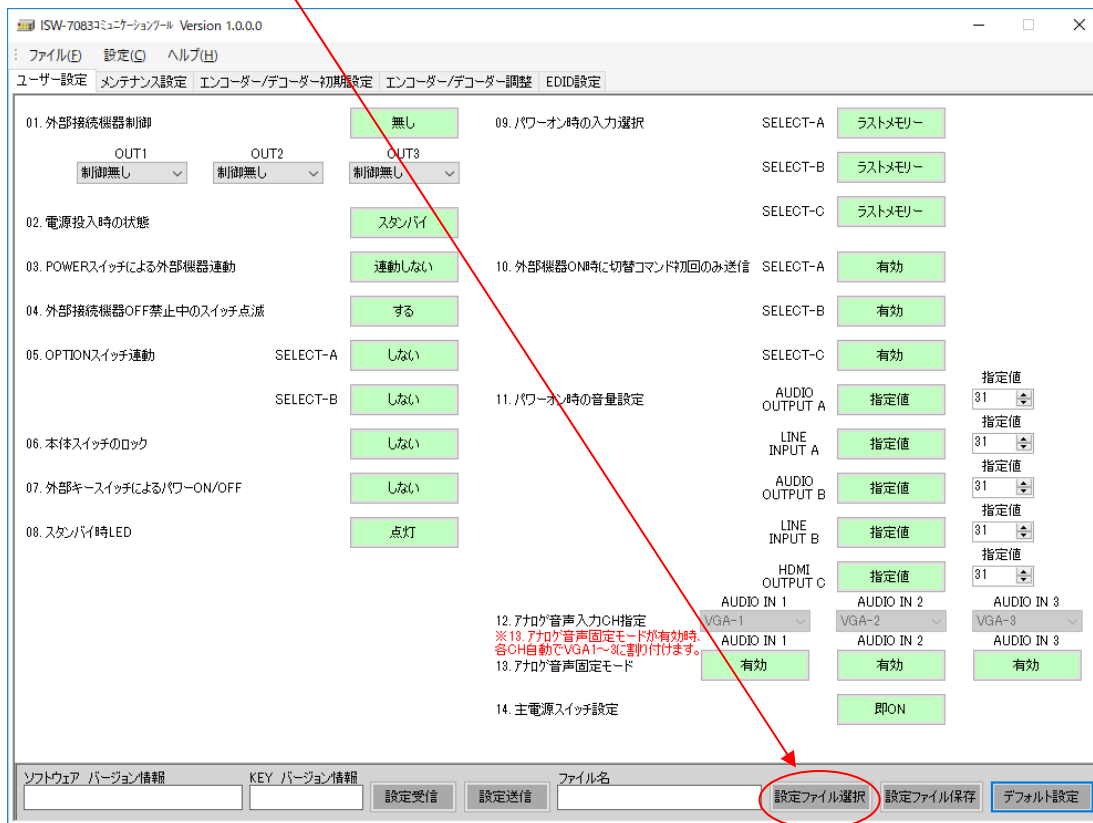 ISW-7083ｺﾐｭﾆｹｰｼｮﾝﾂｰﾙ Version 1.0.0.0
ファイル(F) 設定(C) ヘルプ(H)
ユーザー設定 メンテナンス設定 エンコーダー/デコーダー初期設定 エンコーダー/デコーダー調整 EDID設定
01. 外部接続機器制御 無し
OUT1 OUT2 OUT3
制御無し 制御無し 制御無し
02. 電源投入時の状態 スタンバイ
03. POWERスイッチによる外部機器連動 連動しない
04. 外部接続機器OFF禁止中のスイッチ点滅 する
05. OPTIONスイッチ連動 SELECT-A しない
SELECT-B しない
06. 本体スイッチのロック しない
07. 外部キースイッチによるパワーON/OFF しない
08. スタンバイ時LED 点灯
09. パワーオン時の入力選択 SELECT-A ラストメモリー
SELECT-B ラストメモリー
SELECT-C ラストメモリー
10. 外部機器ON時に切替コマンド初回のみ送信 SELECT-A 有効
SELECT-B 有効
SELECT-C 有効
指定値
11. パワーオン時の音量設定 AUDIO OUTPUT A 指定値 31
指定値
LINE INPUT A 指定値 31
指定値
AUDIO OUTPUT B 指定値 31
指定値
LINE INPUT B 指定値 31
指定値
HDMI OUTPUT C 指定値 31
AUDIO IN 1 AUDIO IN 2 AUDIO IN 3
12. アナログ音声入力CH指定 VGA-1 VGA-2 VGA-3
※13. アナログ音声固定モードが有効時、
各CH自動でVGA1～3に割り付けます。
AUDIO IN 1 AUDIO IN 2 AUDIO IN 3
13. アナログ音声固定モード 有効 有効 有効
14. 主電源スイッチ設定 即ON
ソフトウェア バージョン情報 KEY バージョン情報 ファイル名
設定受信 設定送信 設定ファイル選択 設定ファイル保存 デフォルト設定